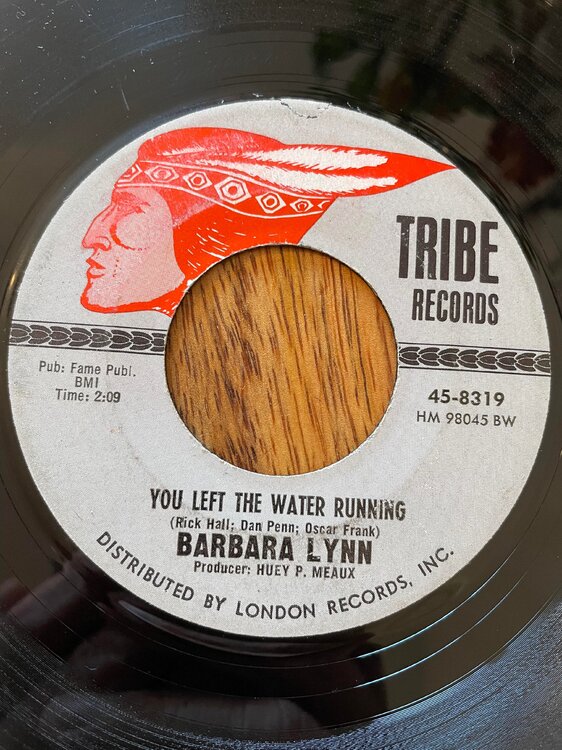 TRIBE
RECORDS
Pub: Fame Publ.
BMI
Time: 2:09
45-8319
HM 98045 BW
YOU LEFT THE WATER RUNNING
(Rick Hall; Dan Penn; Oscar Frank)
BARBARA LYNN
Producer: HUEY P. MEAUX
DISTRIBUTED BY LONDON RECORDS, INC.